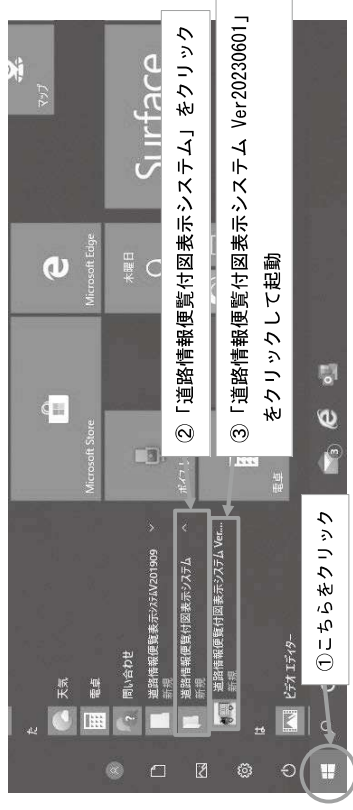 た
天気
電卓
問い合わせ
道路情報便覧表示システムV201909
新規
道路情報便覧付図表示システム
新規
道路情報便覧付図表示システム Ver....
新規
は
ビデオ エディター
Microsoft Store
Microsoft Edge
マップ
木曜日
Surface
電卓
3
①こちらをクリック
②「道路情報便覧付図表示システム」をクリック
③「道路情報便覧付図表示システム Ver20230601」
をクリックして起動